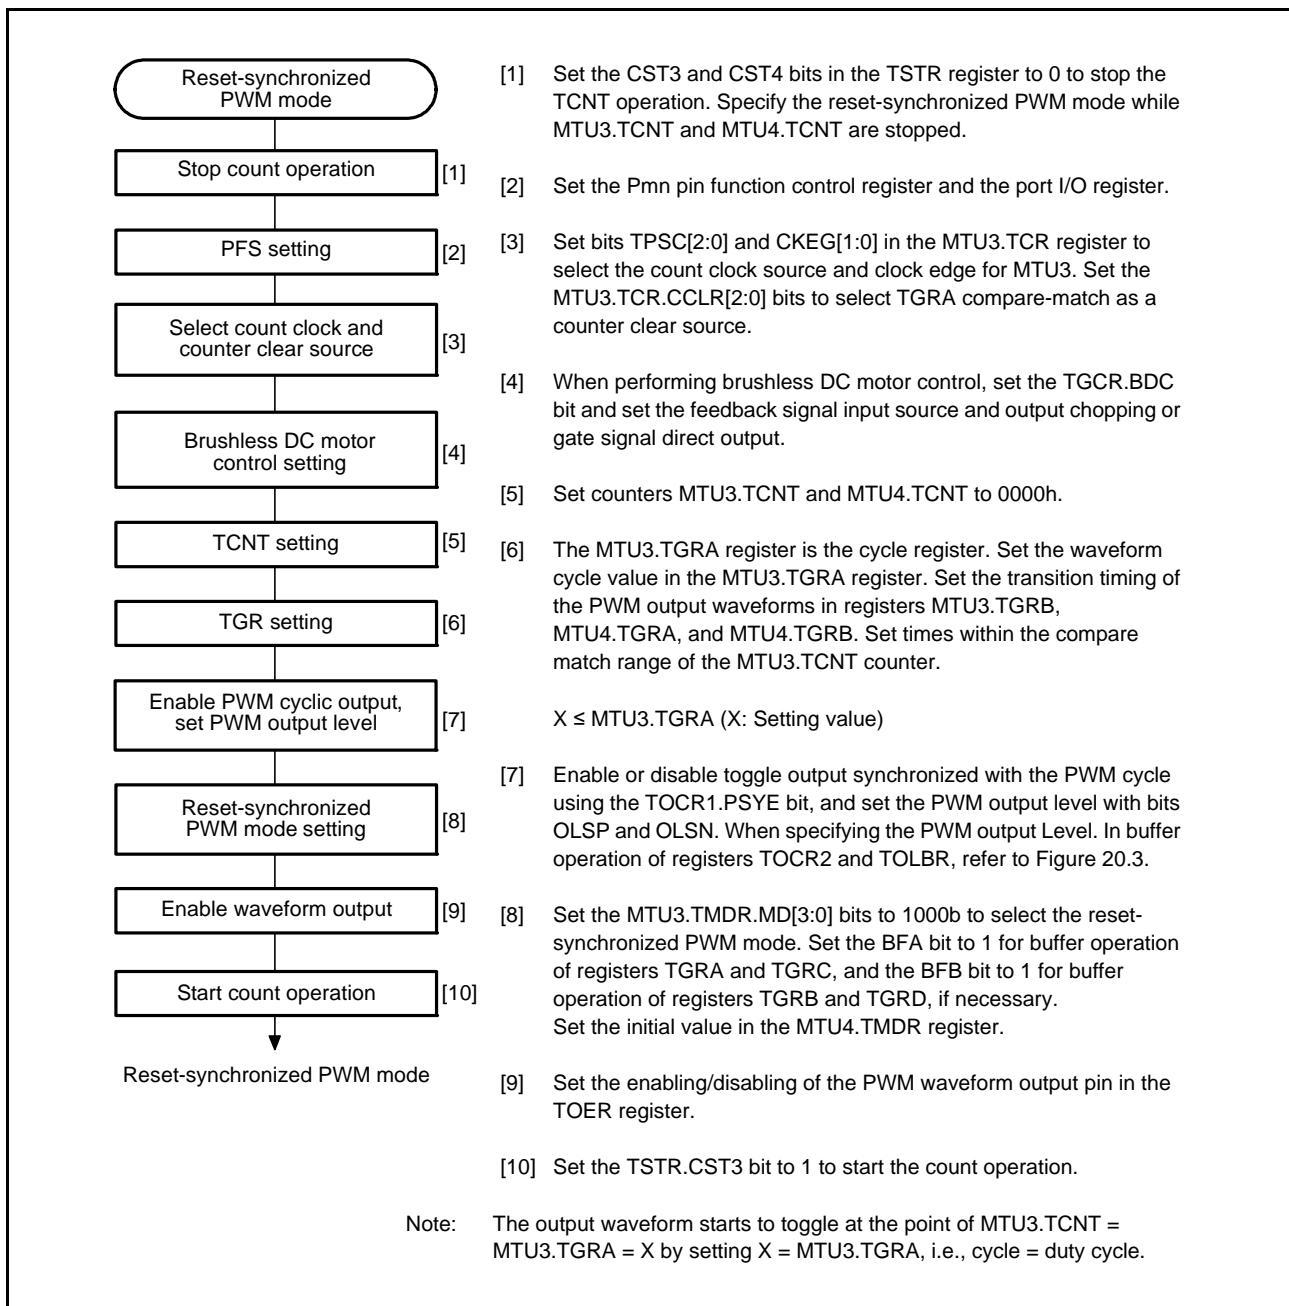 Reset-synchronized
PWM mode
Stop count operation
[1]
PFS setting
[2]
Select count clock and
counter clear source
[3]
Brushless DC motor
control setting
[4]
TCNT setting
[5]
TGR setting
[6]
Enable PWM cyclic output,
set PWM output level
[7]
Reset-synchronized
PWM mode setting
[8]
Enable waveform output
[9]
Start count operation
[10]
Reset-synchronized PWM mode
[1] Set the CST3 and CST4 bits in the TSTR register to 0 to stop the
TCNT operation. Specify the reset-synchronized PWM mode while
MTU3.TCNT and MTU4.TCNT are stopped.
[2] Set the Pmn pin function control register and the port I/O register.
[3] Set bits TPSC[2:0] and CKEG[1:0] in the MTU3.TCR register to
select the count clock source and clock edge for MTU3. Set the
MTU3.TCR.CCLR[2:0] bits to select TGRA compare-match as a
counter clear source.
[4] When performing brushless DC motor control, set the TGCR.BDC
bit and set the feedback signal input source and output chopping or
gate signal direct output.
[5] Set counters MTU3.TCNT and MTU4.TCNT to 0000h.
[6] The MTU3.TGRA register is the cycle register. Set the waveform
cycle value in the MTU3.TGRA register. Set the transition timing of
the PWM output waveforms in registers MTU3.TGRB,
MTU4.TGRA, and MTU4.TGRB. Set times within the compare
match range of the MTU3.TCNT counter.
X ≤ MTU3.TGRA (X: Setting value)
[7] Enable or disable toggle output synchronized with the PWM cycle
using the TOCR1.PSYE bit, and set the PWM output level with bits
OLSP and OLSN. When specifying the PWM output Level. In buffer
operation of registers TOCR2 and TOLBR, refer to Figure 20.3.
[8] Set the MTU3.TMDR.MD[3:0] bits to 1000b to select the reset-
synchronized PWM mode. Set the BFA bit to 1 for buffer operation
of registers TGRA and TGRC, and the BFB bit to 1 for buffer
operation of registers TGRB and TGRD, if necessary.
Set the initial value in the MTU4.TMDR register.
[9] Set the enabling/disabling of the PWM waveform output pin in the
TOER register.
[10] Set the TSTR.CST3 bit to 1 to start the count operation.
Note: The output waveform starts to toggle at the point of MTU3.TCNT =
MTU3.TGRA = X by setting X = MTU3.TGRA, i.e., cycle = duty cycle.